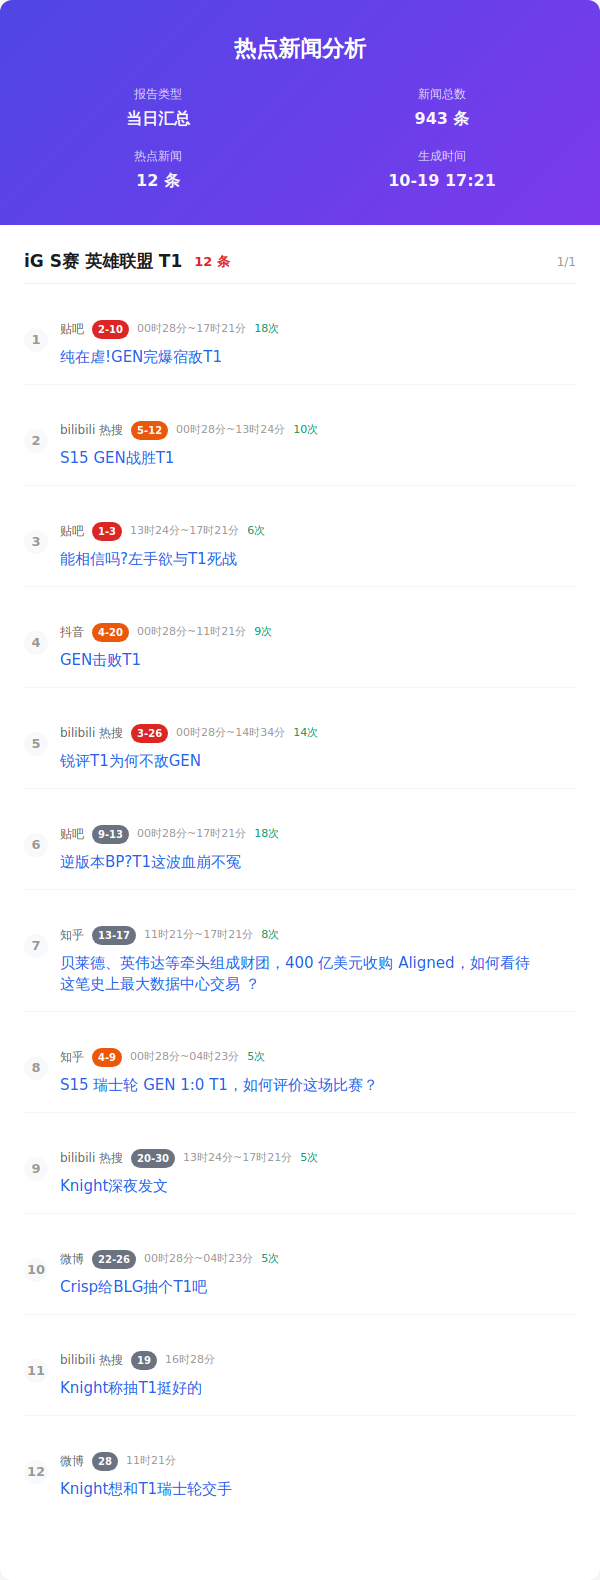 热点新闻分析
报告类型
新闻总数
当日汇总
943 条
热点新闻
生成时间
12 条
10-19 17:21
iG S赛 英雄联盟 T1 12 条 1/1
1 贴吧 2-10 00时28分~17时21分 18次
纯在虐!GEN完爆宿敌T1
2 bilibili 热搜 5-12 00时28分~13时24分 10次
S15 GEN战胜T1
3 贴吧 1-3 13时24分~17时21分 6次
能相信吗?左手欲与T1死战
4 抖音 4-20 00时28分~11时21分 9次
GEN击败T1
5 bilibili 热搜 3-26 00时28分~14时34分 14次
锐评T1为何不敌GEN
6 贴吧 9-13 00时28分~17时21分 18次
逆版本BP?T1这波血崩不冤
7 知乎 13-17 11时21分~17时21分 8次
贝莱德、英伟达等牵头组成财团，400 亿美元收购 Aligned，如何看待
这笔史上最大数据中心交易 ？
8 知乎 4-9 00时28分~04时23分 5次
S15 瑞士轮 GEN 1:0 T1，如何评价这场比赛？
9 bilibili 热搜 20-30 13时24分~17时21分 5次
Knight深夜发文
10 微博 22-26 00时28分~04时23分 5次
Crisp给BLG抽个T1吧
11 bilibili 热搜 19 16时28分
Knight称抽T1挺好的
12 微博 28 11时21分
Knight想和T1瑞士轮交手